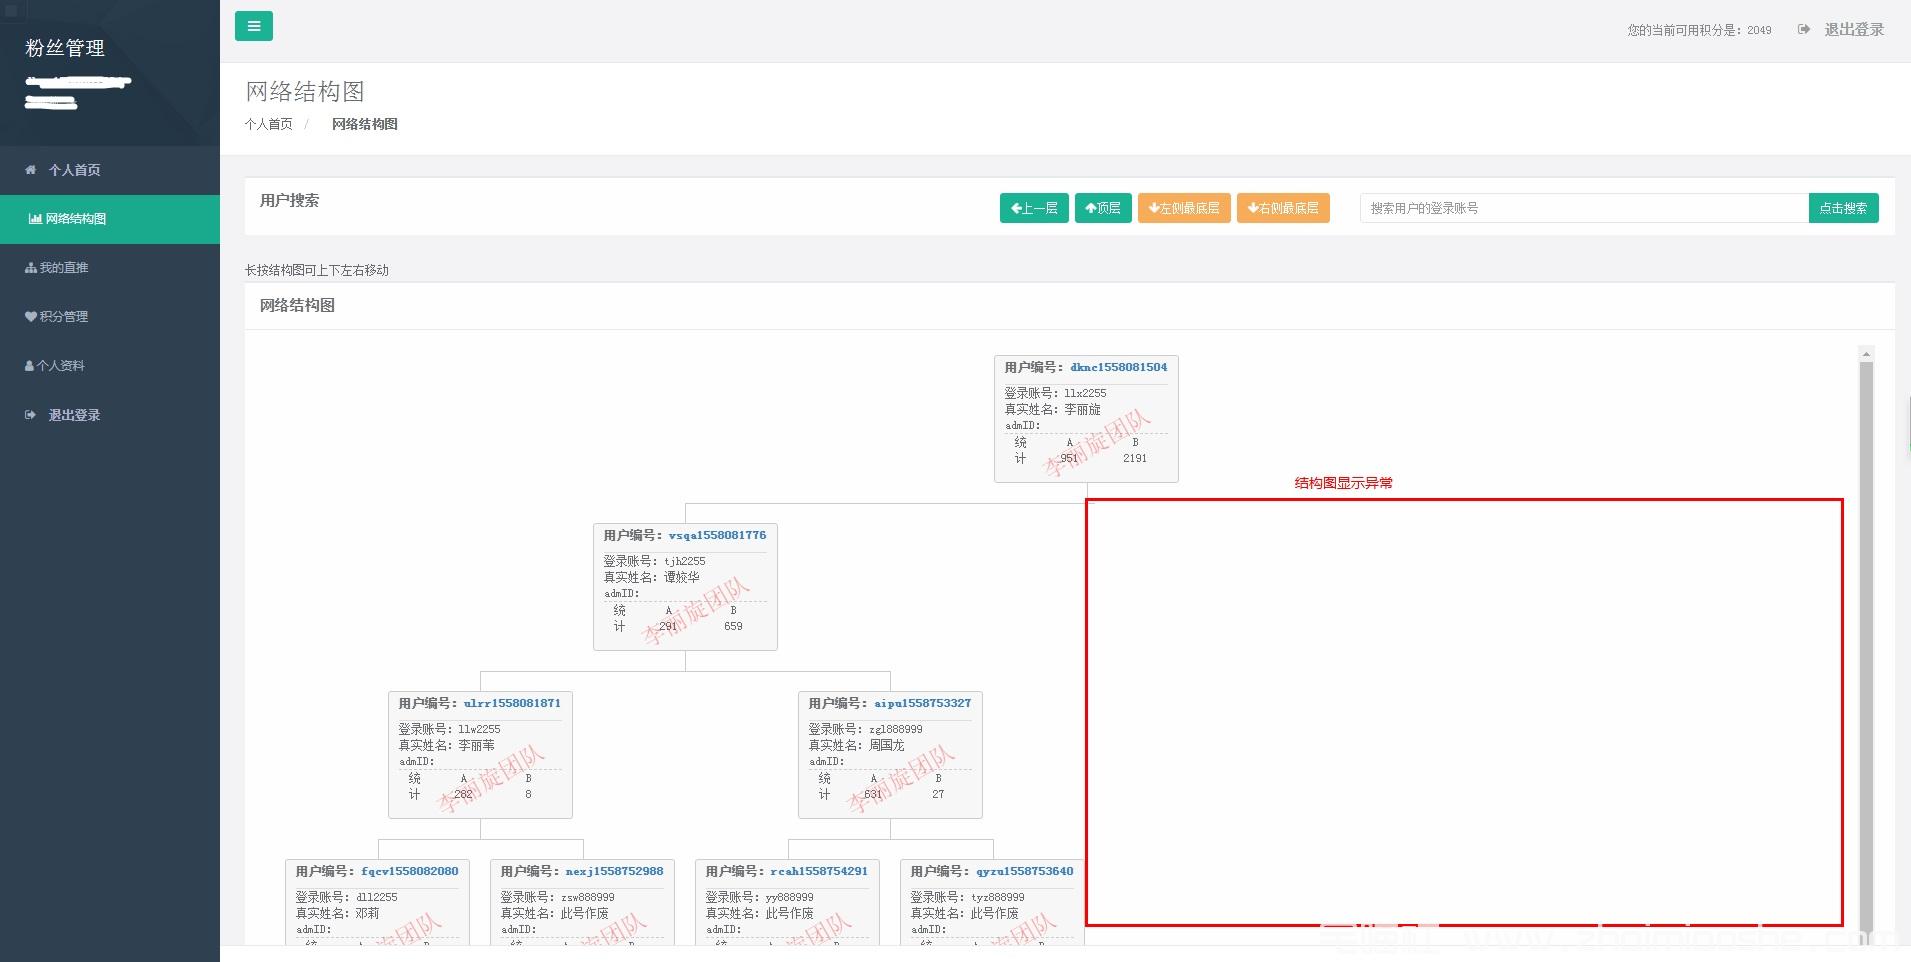 粉丝管理
个人首页
网络结构图
我的直推
积分管理
个人资料
退出登录
您的当前可用积分是：2049
退出登录
网络结构图
个人首页 / 网络结构图
用户搜索
上一层
顶层
左侧最底层
右侧最底层
搜索用户的登录账号
点击搜索
长按结构图可上下左右移动
网络结构图
用户编号：dknc1558081504
登录账号：llx2255
真实姓名：李丽旋
admID:
统 A B
计 951 2191
李丽旋团队
结构图显示异常
用户编号：vsqa1558081776
登录账号：tjh2255
真实姓名：谭姣华
admID:
统 A B
计 291 659
李丽旋团队
用户编号：ulrr1558081871
登录账号：llw2255
真实姓名：李丽苇
admID:
统 A B
计 282 8
李丽旋团队
用户编号：aipu1558753327
登录账号：zgl888999
真实姓名：周国龙
admID:
统 A B
计 631 27
李丽旋团队
用户编号：fqcv1558082080
登录账号：dll2255
真实姓名：邓莉
admID:
旋团队
用户编号：nexj1558752988
登录账号：zsw888999
真实姓名：此号作废
admID:
旋团队
用户编号：rcah1558754291
登录账号：yy888999
真实姓名：此号作废
admID:
旋团队
用户编号：qyzu1558753640
登录账号：tyz888999
真实姓名：此号作废
admID:
旋团队